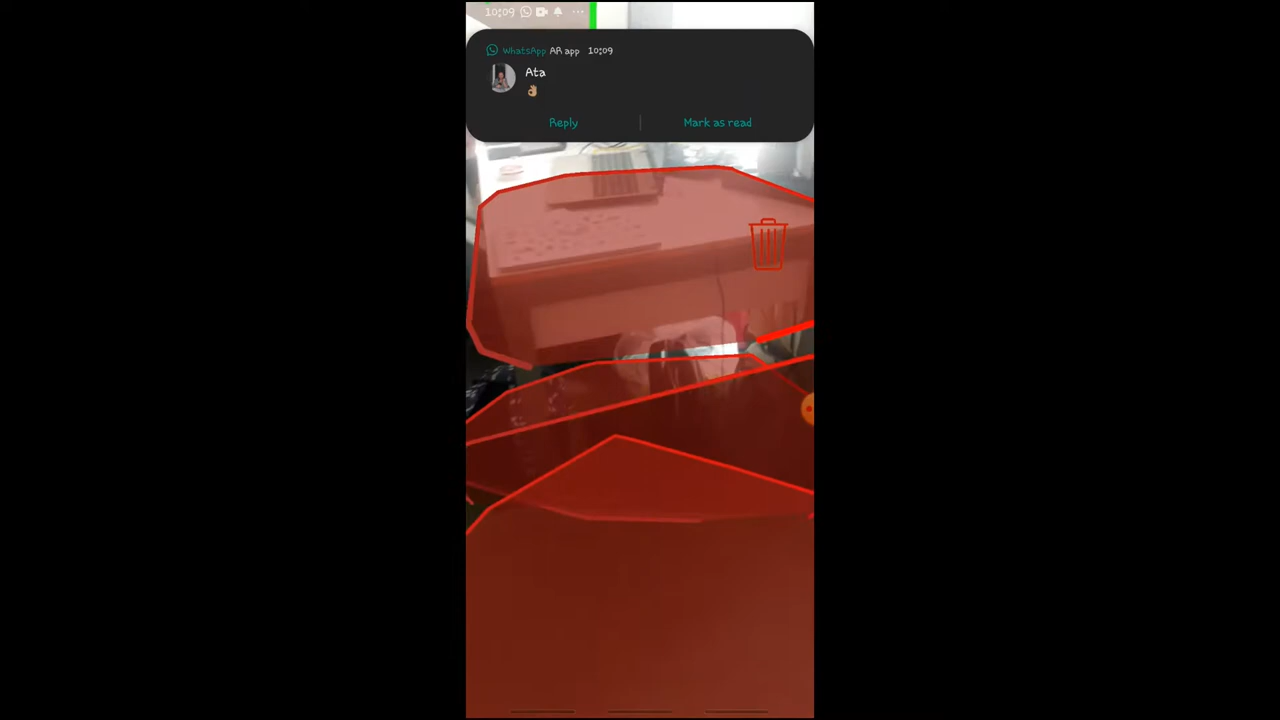 10:09
WhatsApp AR app 10:09
Ata
👌🏽
Reply Mark as read